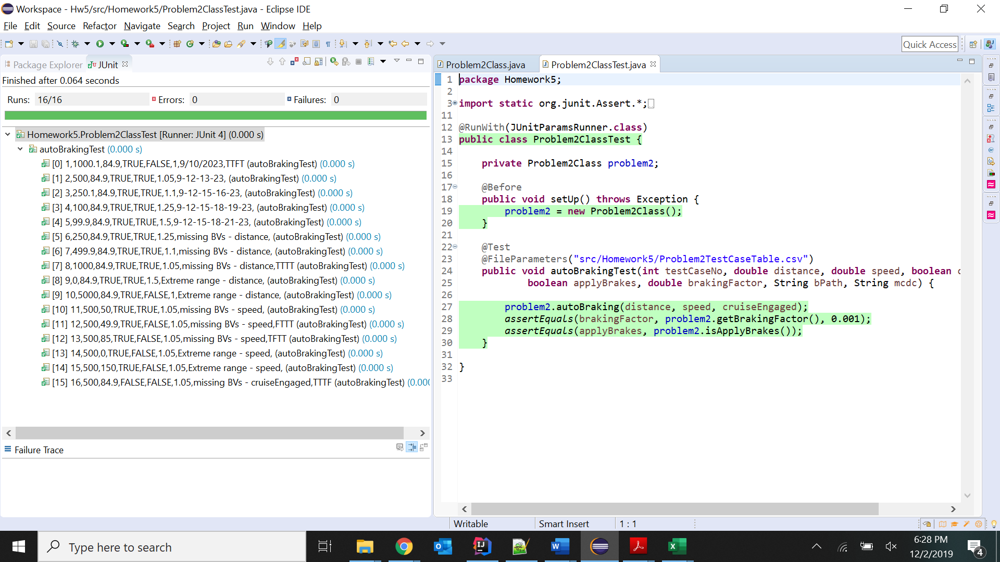 Workspace - Hw5/src/Homework5/Problem2ClassTest.java - Eclipse IDE
File Edit Source Refactor Navigate Search Project Run Window Help
Quick Access
Package Explorer JUnit
Finished after 0.064 seconds
Runs: 16/16 Errors: 0 Failures: 0
Homework5.Problem2ClassTest [Runner: JUnit 4] (0.000 s)
autoBrakingTest (0.000 s)
[0] 1,1000.1,84.9,TRUE,FALSE,1,9/10/2023,TTFT (autoBrakingTest) (0.000 s)
[1] 2,500,84.9,TRUE,TRUE,1.05,9-12-13-23, (autoBrakingTest) (0.000 s)
[2] 3,250.1,84.9,TRUE,TRUE,1.1,9-12-15-16-23, (autoBrakingTest) (0.000 s)
[3] 4,100,84.9,TRUE,TRUE,1.25,9-12-15-18-19-23, (autoBrakingTest) (0.000 s)
[4] 5,99.9,84.9,TRUE,TRUE,1.5,9-12-15-18-21-23, (autoBrakingTest) (0.000 s)
[5] 6,250,84.9,TRUE,TRUE,1.25,missing BVs - distance, (autoBrakingTest) (0.000 s)
[6] 7,499.9,84.9,TRUE,TRUE,1.1,missing BVs - distance, (autoBrakingTest) (0.000 s)
[7] 8,1000,84.9,TRUE,TRUE,1.05,missing BVs - distance,TTTT (autoBrakingTest) (0.000 s)
[8] 9,0,84.9,TRUE,TRUE,1.5,Extreme range - distance, (autoBrakingTest) (0.000 s)
[9] 10,5000,84.9,TRUE,FALSE,1,Extreme range - distance, (autoBrakingTest) (0.000 s)
[10] 11,500,50,TRUE,TRUE,1.05,missing BVs - speed, (autoBrakingTest) (0.000 s)
[11] 12,500,49.9,TRUE,FALSE,1.05,missing BVs - speed,FTTT (autoBrakingTest) (0.000 s)
[12] 13,500,85,TRUE,FALSE,1.05,missing BVs - speed,TFTT (autoBrakingTest) (0.000 s)
[13] 14,500,0,TRUE,FALSE,1.05,Extreme range - speed, (autoBrakingTest) (0.000 s)
[14] 15,500,150,TRUE,FALSE,1.05,Extreme range - speed, (autoBrakingTest) (0.000 s)
[15] 16,500,84.9,FALSE,FALSE,1.05,missing BVs - cruiseEngaged,TTTF (autoBrakingTest) (0.000
Failure Trace
Problem2Class.java Problem2ClassTest.java
1 package Homework5;
2
3 import static org.junit.Assert.*;
11
12 @RunWith(JUnitParamsRunner.class)
13 public class Problem2ClassTest {
14
15 private Problem2Class problem2;
16
17 @Before
18 public void setUp() throws Exception {
19 problem2 = new Problem2Class();
20 }
21
22 @Test
23 @FileParameters("src/Homework5/Problem2TestCaseTable.csv")
24 public void autoBrakingTest(int testCaseNo, double distance, double speed, boolean c
25 boolean applyBrakes, double brakingFactor, String bPath, String mcdc) {
26
27 problem2.autoBraking(distance, speed, cruiseEngaged);
28 assertEquals(brakingFactor, problem2.getBrakingFactor(), 0.001);
29 assertEquals(applyBrakes, problem2.isApplyBrakes());
30 }
31
32 }
33
Writable Smart Insert 1 : 1
Type here to search
6:28 PM
12/2/2019
4